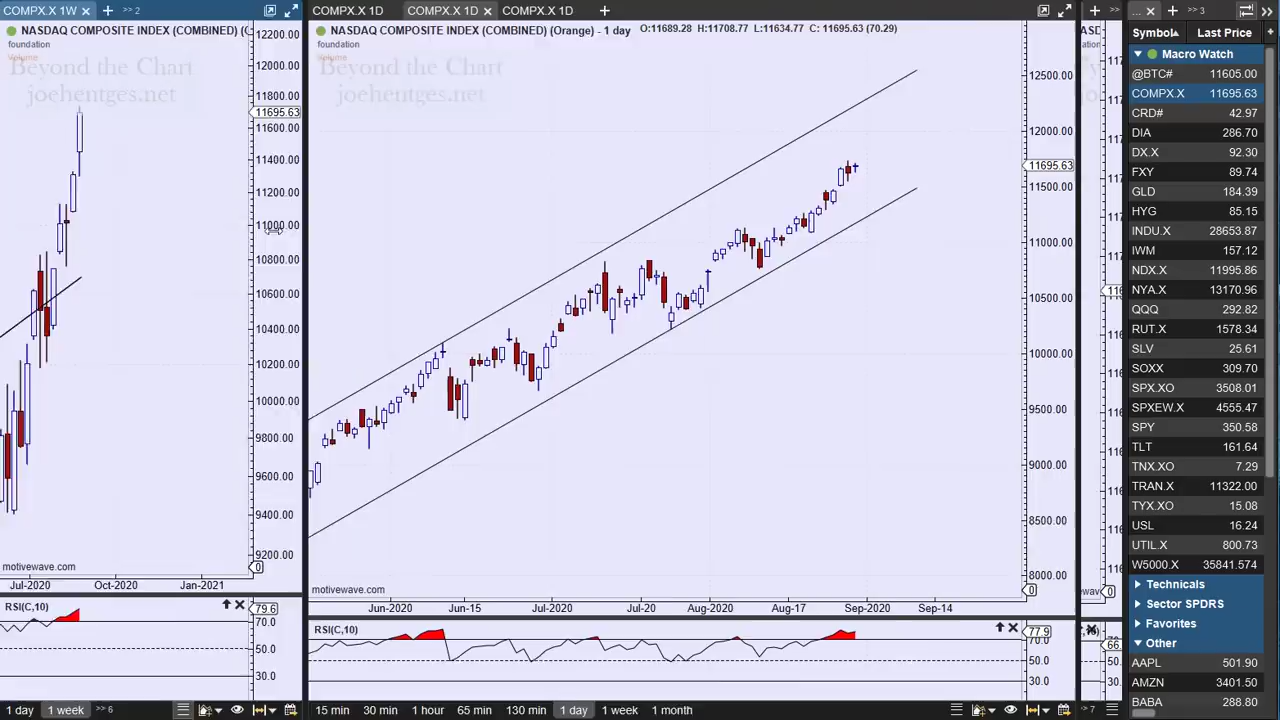 COMPX.X 1W
>> 2
NASDAQ COMPOSITE INDEX (COMBINED) (C
foundation
Volume
Beyond the Chart
joehentges.net
12200.00
12000.00
11800.00
11695.63
11600.00
11400.00
11200.00
11000.00
10800.00
10600.00
10400.00
10200.00
10000.00
9800.00
9600.00
9400.00
9200.00
0
motivewave.com
Jul-2020 Oct-2020 Jan-2021
RSI(C,10)
79.6
70.0
50.0
30.0
1 day 1 week >> 6
COMPX.X 1D COMPX.X 1D COMPX.X 1D
NASDAQ COMPOSITE INDEX (COMBINED) (Orange) - 1 day O:11689.28 H:11708.77 L:11634.77 C: 11695.63 (70.29)
foundation
Volume
Beyond the Chart
joehentges.net
12500.00
12000.00
11695.63
11500.00
11000.00
10500.00
10000.00
9500.00
9000.00
8500.00
8000.00
0
motivewave.com
Jun-2020 Jun-15 Jul-2020 Jul-20 Aug-2020 Aug-17 Sep-2020 Sep-14
RSI(C,10)
77.9
70.0
50.0
30.0
15 min 30 min 1 hour 65 min 130 min 1 day 1 week 1 month
>> 7
... >> 3
Symbol Last Price
Macro Watch
@BTC# 11605.00
COMPX.X 11695.63
CRD# 42.97
DIA 286.70
DX.X 92.30
FXY 89.74
GLD 184.39
HYG 85.15
INDU.X 28653.87
IWM 157.12
NDX.X 11995.86
NYA.X 13170.96
QQQ 292.82
RUT.X 1578.34
SLV 25.61
SOXX 309.70
SPX.XO 3508.01
SPXEW.X 4555.47
SPY 350.58
TLT 161.64
TNX.XO 7.29
TRAN.X 11322.00
TYX.XO 15.08
USL 16.24
UTIL.X 800.73
W5000.X 35841.574
Technicals
Sector SPDRS
Favorites
Other
AAPL 501.90
AMZN 3401.50
BABA 288.80